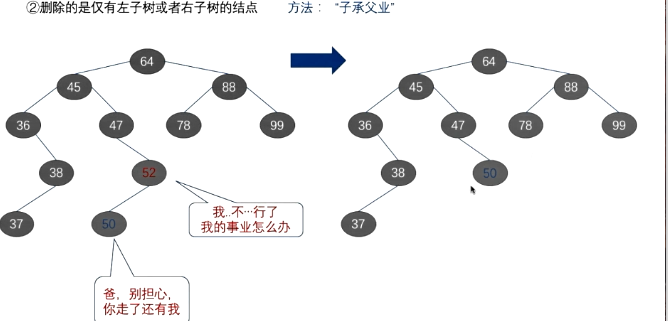 ②删除的是仅有左子树或者右子树的结点 方法： “子承父业”
64 64
45 88 45 88
36 47 78 99 36 47 78 99
38 52 38 50
37 50 37
我..不…行了
我的事业怎么办
爸，别担心，
你走了还有我